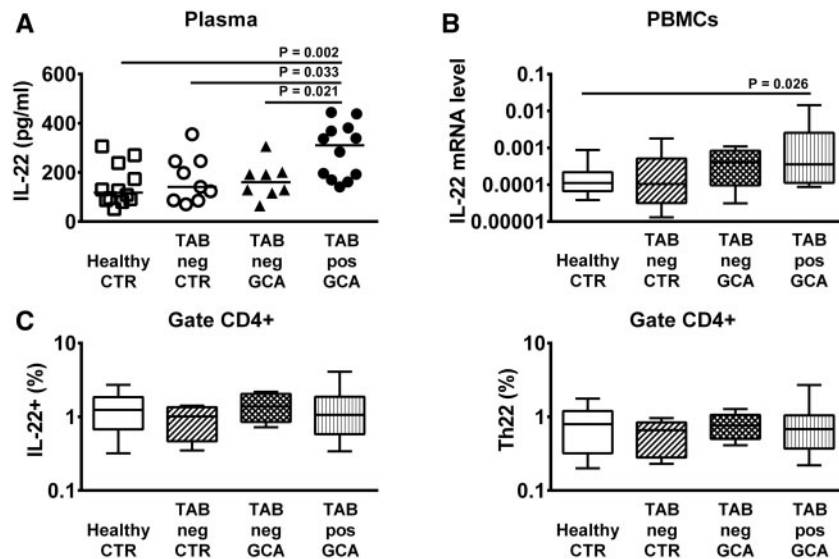 A
Plasma
P = 0.002
P = 0.033
P = 0.021
IL-22 (pg/ml)
600
400
200
0
Healthy CTR
TAB neg CTR
TAB neg GCA
TAB pos GCA
B
PBMCs
P = 0.026
IL-22 mRNA level
0.1
0.01
0.001
0.0001
0.00001
Healthy CTR
TAB neg CTR
TAB neg GCA
TAB pos GCA
C
Gate CD4+
IL-22+ (%)
10
1
0.1
Healthy CTR
TAB neg CTR
TAB neg GCA
TAB pos GCA
Gate CD4+
Th22 (%)
10
1
0.1
Healthy CTR
TAB neg CTR
TAB neg GCA
TAB pos GCA